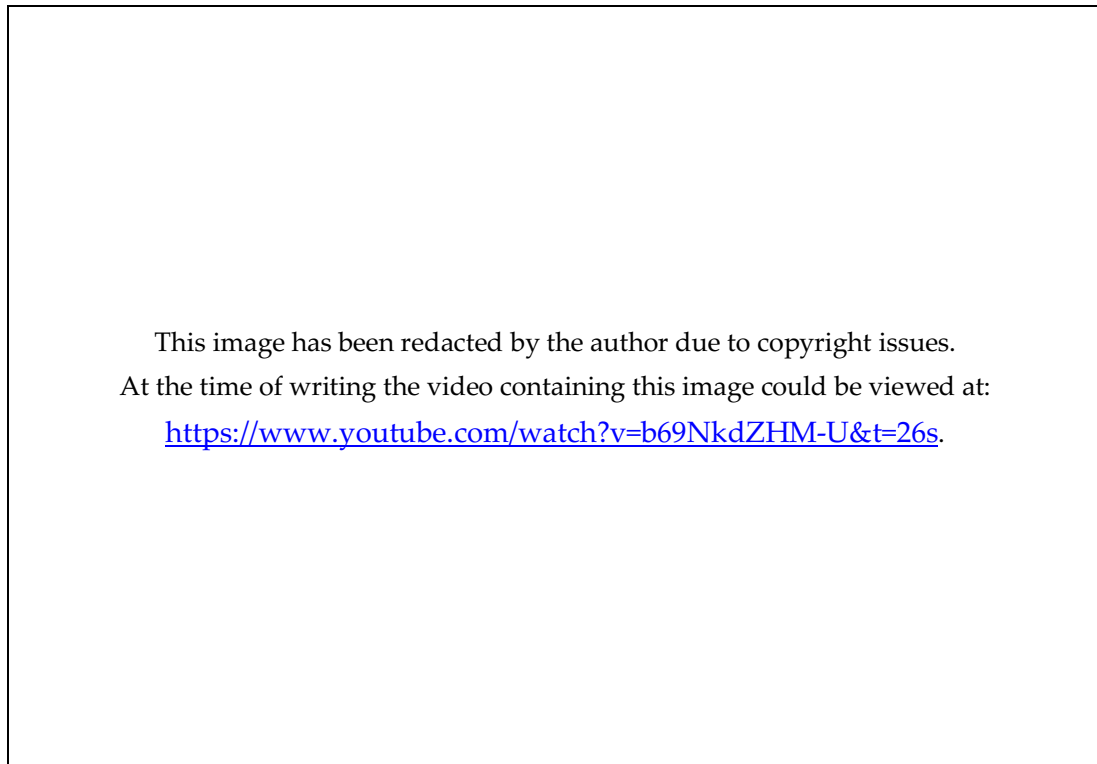 This image has been redacted by the author due to copyright issues.
At the time of writing the video containing this image could be viewed at:
https://www.youtube.com/watch?v=b69NkdZHM-U&t=26s.